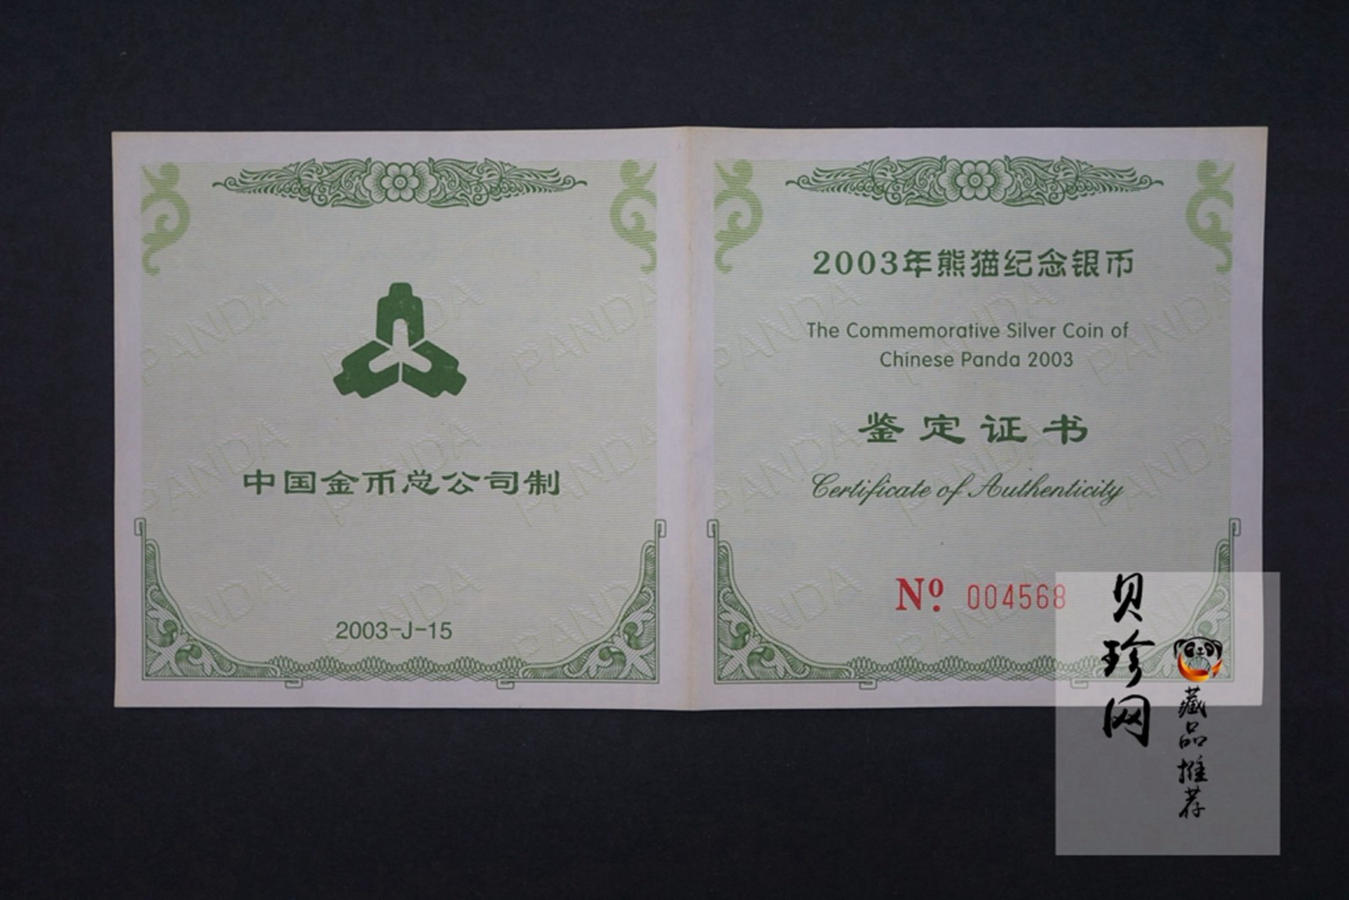 中国金币总公司制
2003-J-15
2003年熊猫纪念银币
The Commemorative Silver Coin of
Chinese Panda 2003
鉴定证书
Certificate of Authenticity
Nº 004568
PANDA
贝珍网
藏品推荐